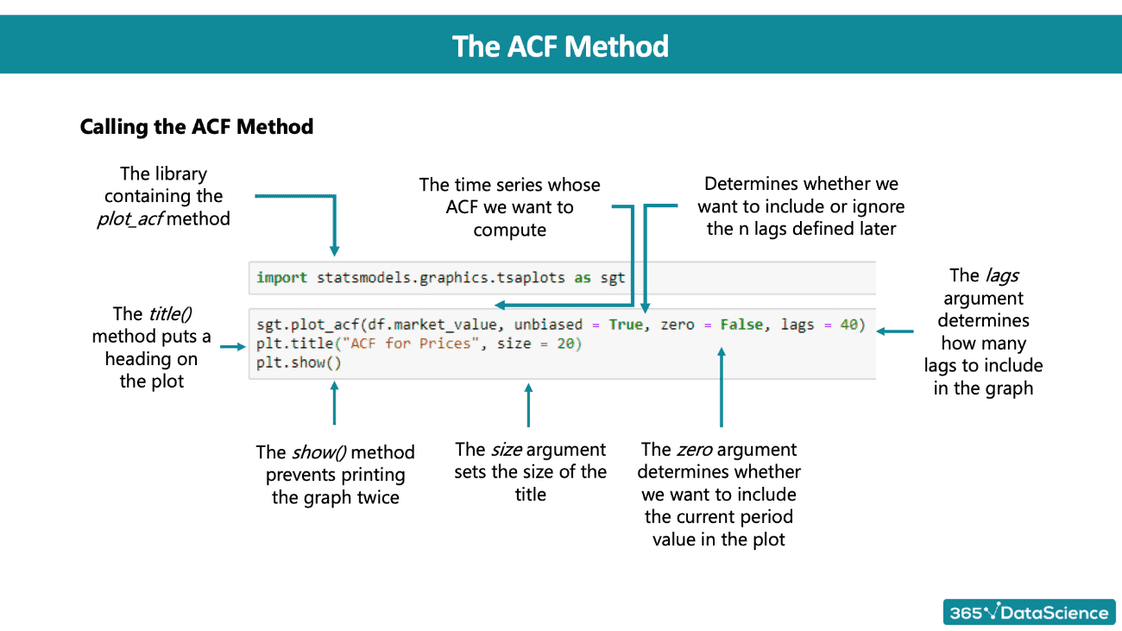 The ACF Method
Calling the ACF Method
The library
containing the
plot_acf method
The time series whose
ACF we want to
compute
Determines whether we
want to include or ignore
the n lags defined later
import statsmodels.graphics.tsaplots as sgt
The title()
method puts a
heading on
the plot
sgt.plot_acf(df.market_value, unbiased = True, zero = False, lags = 40)
plt.title("ACF for Prices", size = 20)
plt.show()
The lags
argument
determines
how many
lags to include
in the graph
The show() method
prevents printing
the graph twice
The size argument
sets the size of the
title
The zero argument
determines whether
we want to include
the current period
value in the plot
365 DataScience